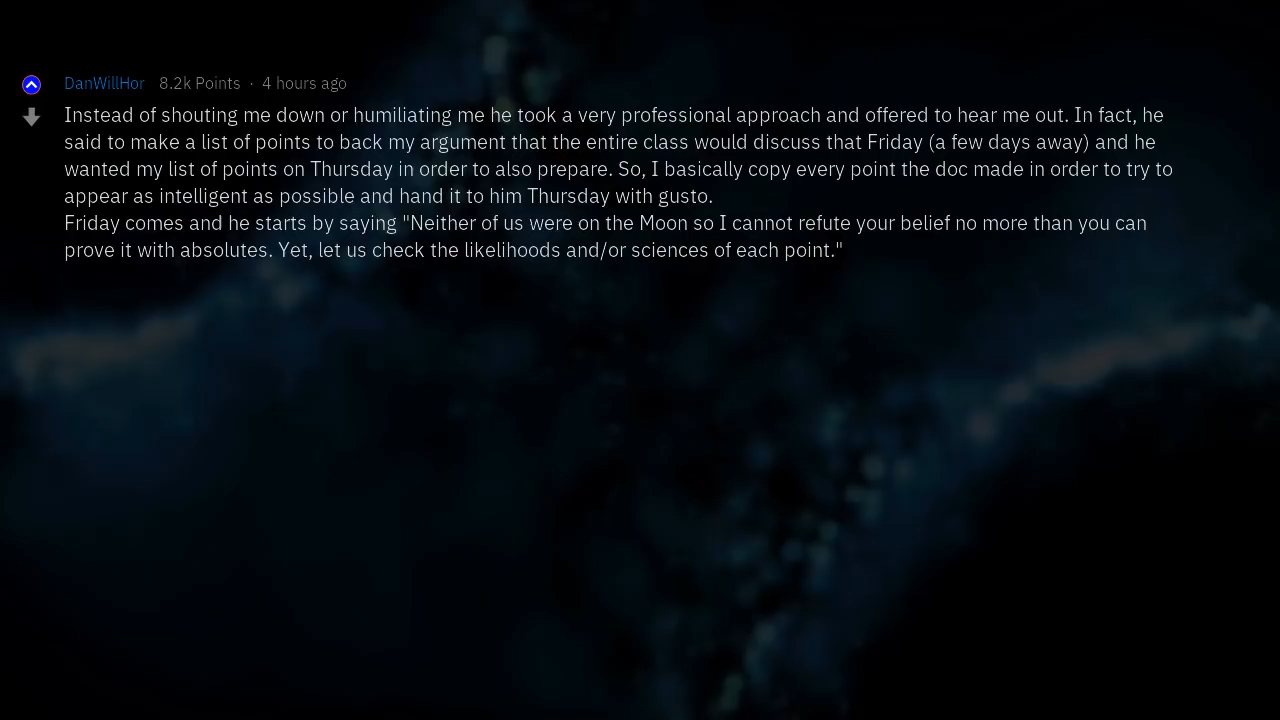 DanWillHor 8.2k Points · 4 hours ago
Instead of shouting me down or humiliating me he took a very professional approach and offered to hear me out. In fact, he
said to make a list of points to back my argument that the entire class would discuss that Friday (a few days away) and he
wanted my list of points on Thursday in order to also prepare. So, I basically copy every point the doc made in order to try to
appear as intelligent as possible and hand it to him Thursday with gusto.
Friday comes and he starts by saying "Neither of us were on the Moon so I cannot refute your belief no more than you can
prove it with absolutes. Yet, let us check the likelihoods and/or sciences of each point."